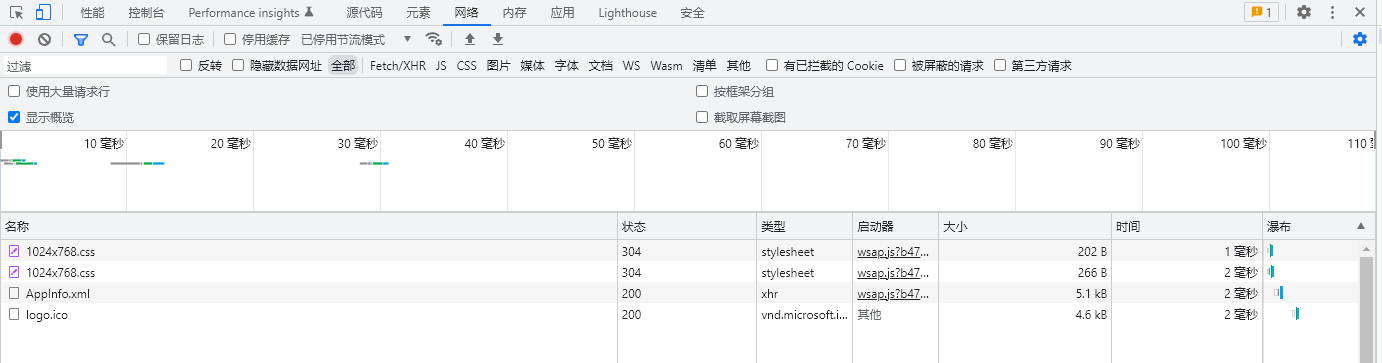 性能 控制台 Performance insights 源代码 元素 网络 内存 应用 Lighthouse 安全 1
保留日志 停用缓存 已停用节流模式
过滤 反转 隐藏数据网址 全部 Fetch/XHR JS CSS 图片 媒体 字体 文档 WS Wasm 清单 其他 有已拦截的 Cookie 被屏蔽的请求 第三方请求
使用大量请求行 按框架分组
显示概览 截取屏幕截图
10 毫秒 20 毫秒 30 毫秒 40 毫秒 50 毫秒 60 毫秒 70 毫秒 80 毫秒 90 毫秒 100 毫秒 110
名称 状态 类型 启动器 大小 时间 瀑布
1024x768.css 304 stylesheet wsap.js?b47... 202 B 1 毫秒
1024x768.css 304 stylesheet wsap.js?b47... 266 B 2 毫秒
AppInfo.xml 200 xhr wsap.js?b47... 5.1 kB 2 毫秒
logo.ico 200 vnd.microsoft.i... 其他 4.6 kB 2 毫秒